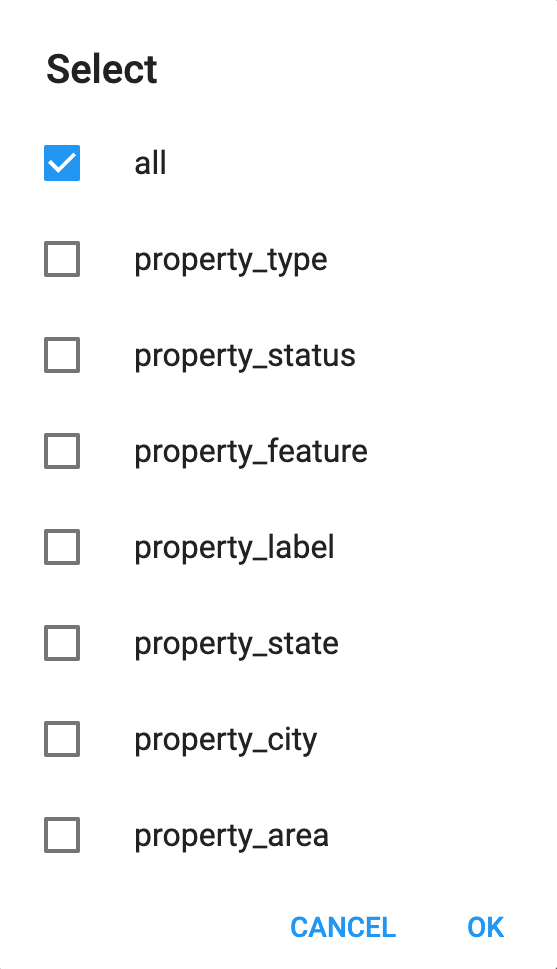 Select
all
property_type
property_status
property_feature
property_label
property_state
property_city
property_area
CANCEL OK